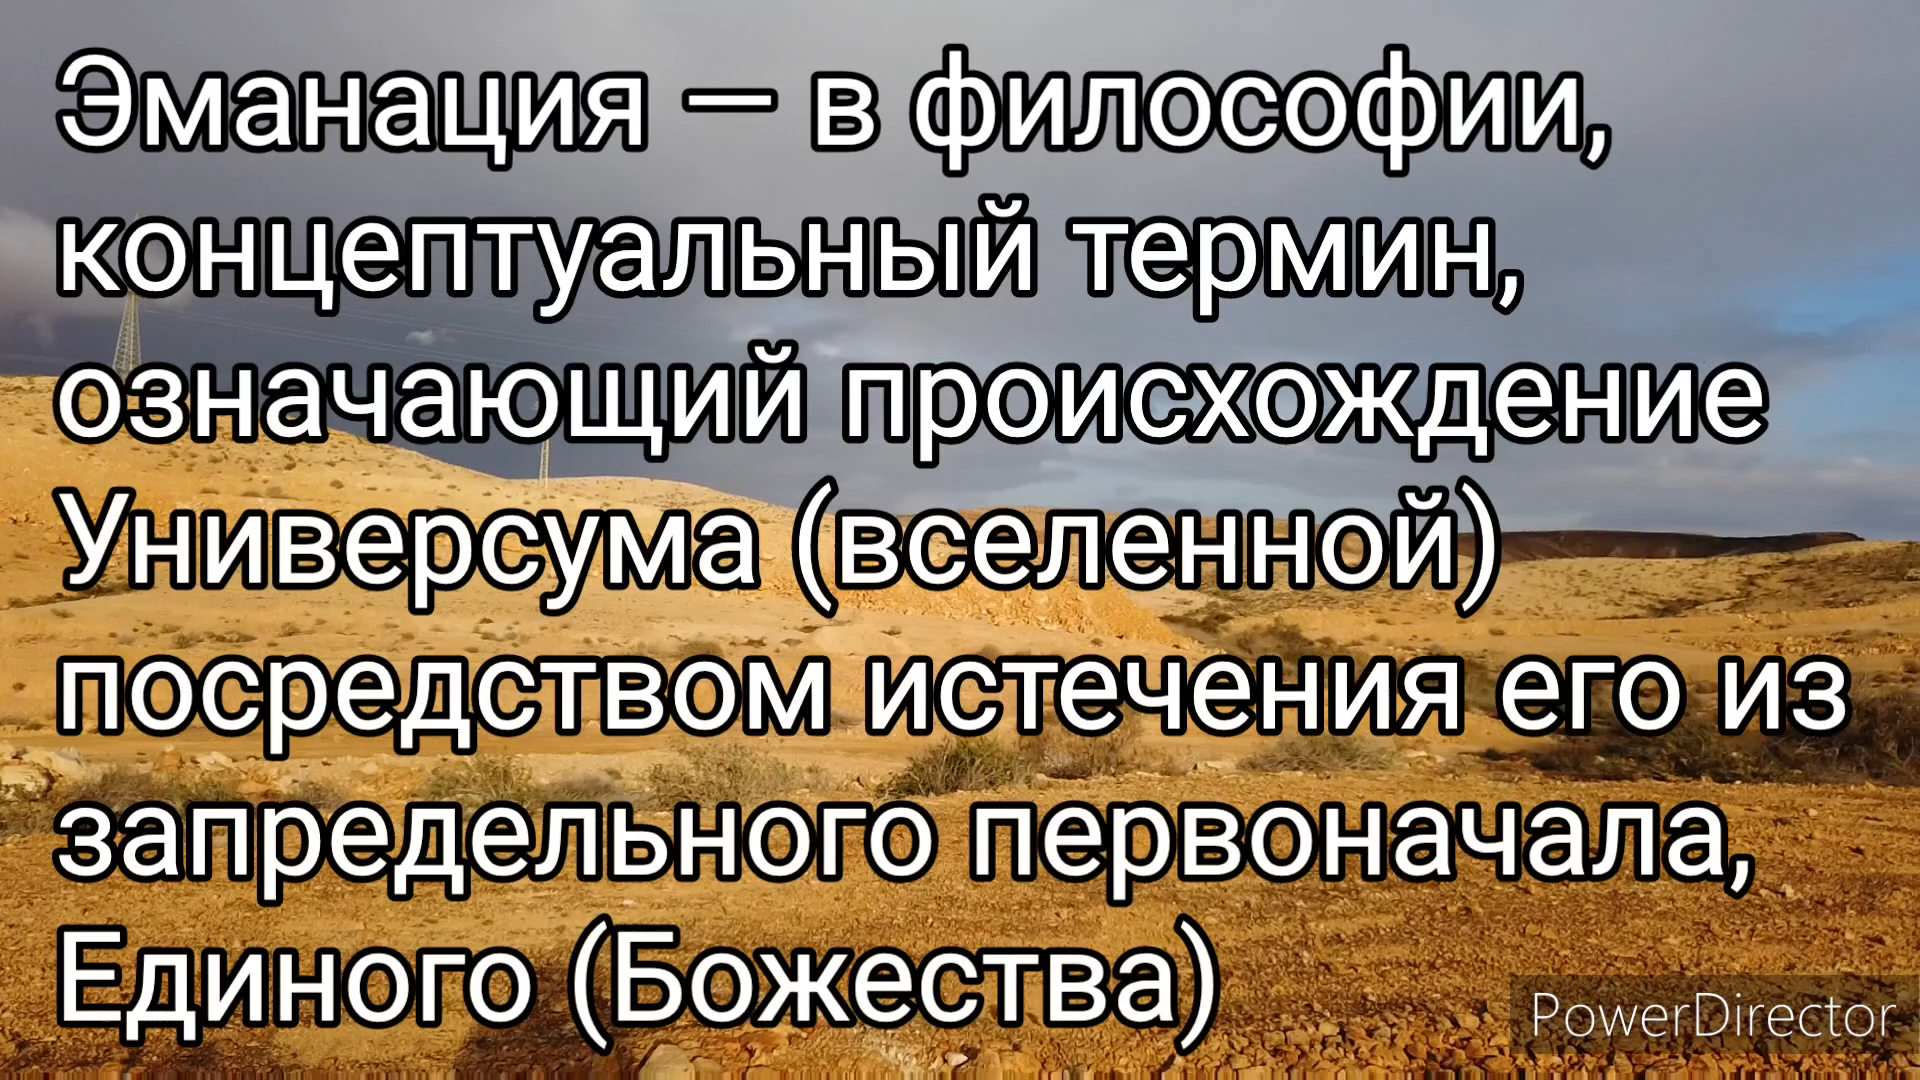 Эманация — в философии,
концептуальный термин,
означающий происхождение
Универсума (вселенной)
посредством истечения его из
запредельного первоначала,
Единого (Божества)
PowerDirector